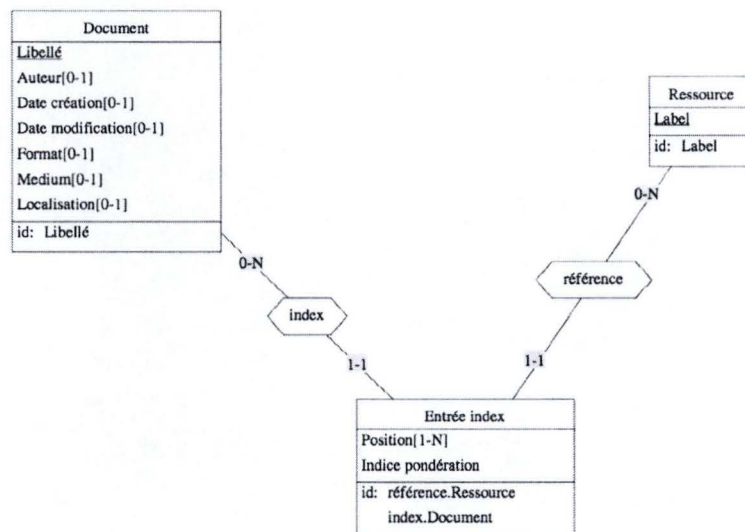 Document
Libellé
Auteur[0-1]
Date création[0-1]
Date modification[0-1]
Format[0-1]
Medium[0-1]
Localisation[0-1]
id: Libellé
Ressource
Label
id: Label
0-N
0-N
index
référence
1-1
1-1
Entrée index
Position[1-N]
Indice pondération
id: référence.Ressource
index.Document